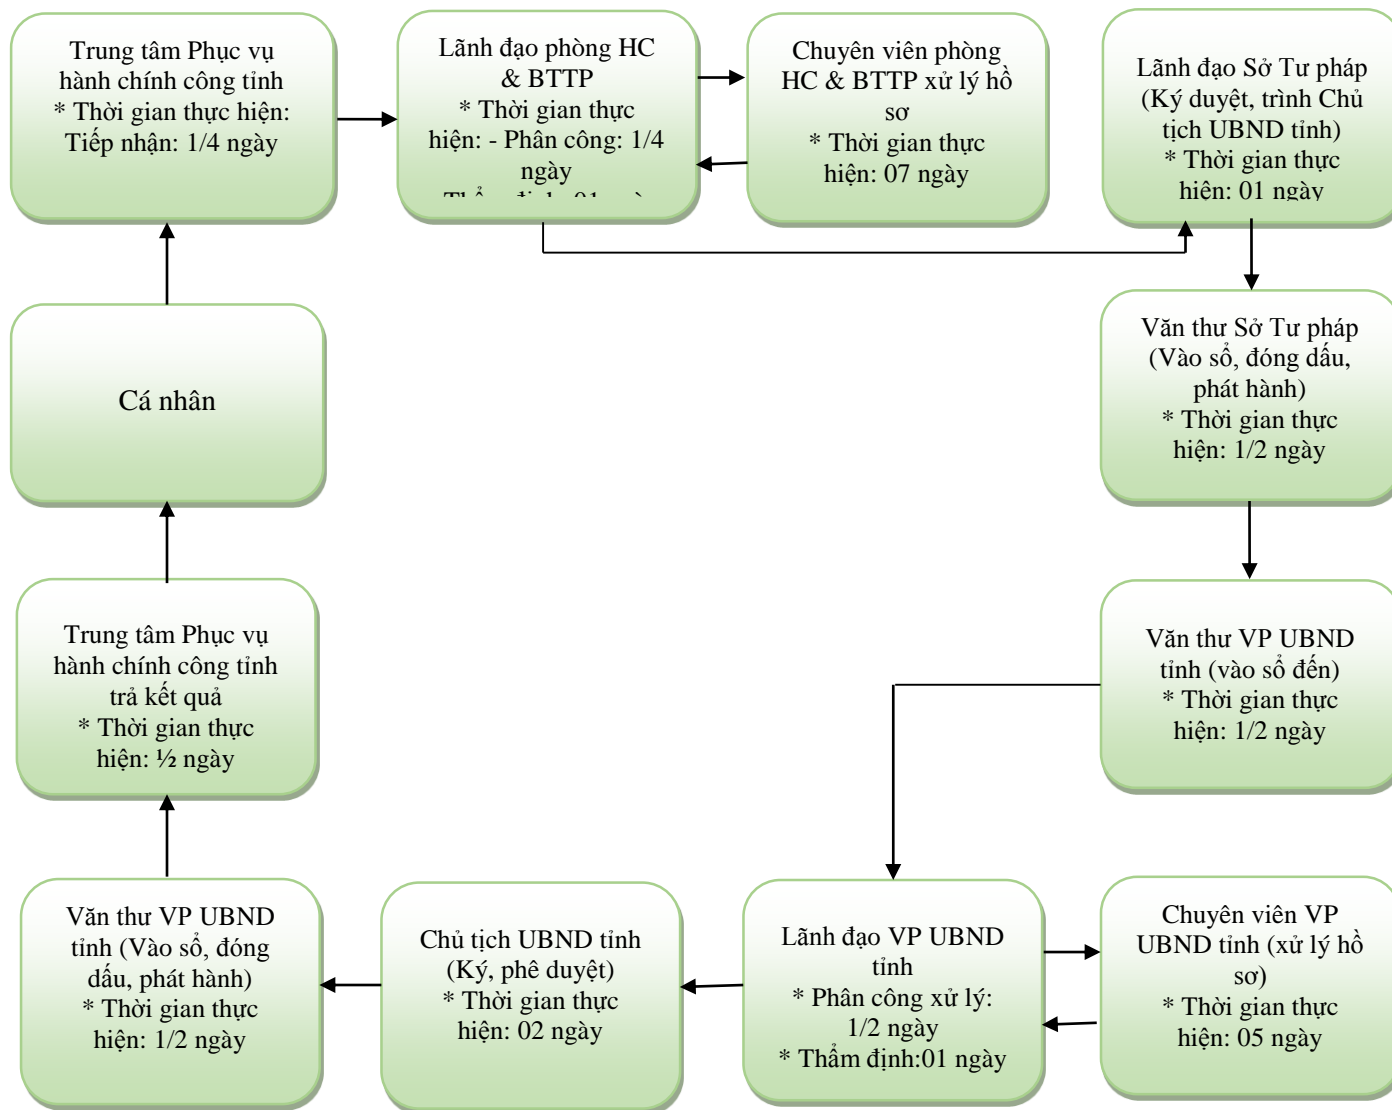 Trung tâm Phục vụ
hành chính công tỉnh
* Thời gian thực hiện:
Tiếp nhận: 1/4 ngày
Lãnh đạo phòng HC
& BTTP
* Thời gian thực
hiện: - Phân công: 1/4
ngày
Chuyên viên phòng
HC & BTTP xử lý hồ
sơ
* Thời gian thực
hiện: 07 ngày
Lãnh đạo Sở Tư pháp
(Ký duyệt, trình Chủ
tịch UBND tỉnh)
* Thời gian thực
hiện: 01 ngày
Cá nhân
Văn thư Sở Tư pháp
(Vào sổ, đóng dấu,
phát hành)
* Thời gian thực
hiện: 1/2 ngày
Trung tâm Phục vụ
hành chính công tỉnh
trả kết quả
* Thời gian thực
hiện: ½ ngày
Văn thư VP UBND
tỉnh (vào sổ đến)
* Thời gian thực
hiện: 1/2 ngày
Văn thư VP UBND
tỉnh (Vào sổ, đóng
dấu, phát hành)
* Thời gian thực
hiện: 1/2 ngày
Chủ tịch UBND tỉnh
(Ký, phê duyệt)
* Thời gian thực
hiện: 02 ngày
Lãnh đạo VP UBND
tỉnh
* Phân công xử lý:
1/2 ngày
* Thẩm định:01 ngày
Chuyên viên VP
UBND tỉnh (xử lý hồ
sơ)
* Thời gian thực
hiện: 05 ngày